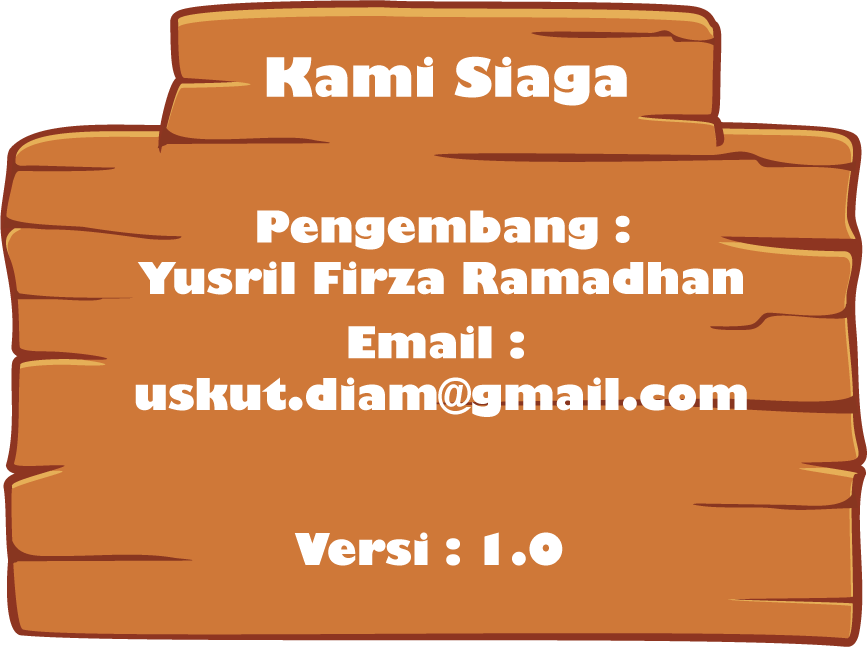 Kami Siaga
Pengembang :
Yusril Firza Ramadhan
Email :
uskut.diam@gmail.com
Versi : 1.0